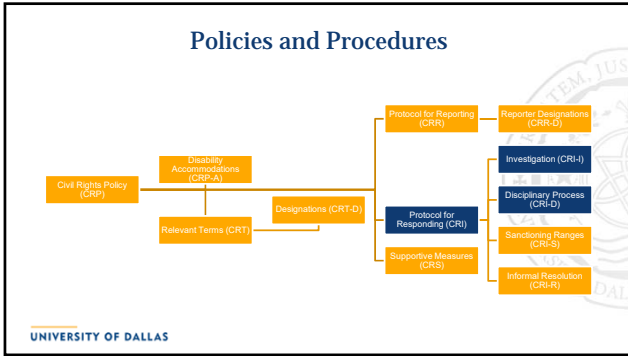 Policies and Procedures
Protocol for Reporting
(CRR)
Reporter Designations
(CRR-D)
Disability
Accommodations
(CRP-A)
Investigation (CRI-I)
Civil Rights Policy
(CRP)
Disciplinary Process
(CRI-D)
Designations (CRT-D)
Protocol for
Responding (CRI)
Relevant Terms (CRT)
Sanctioning Ranges
(CRI-S)
Supportive Measures
(CRS)
Informal Resolution
(CRI-R)
UNIVERSITY OF DALLAS